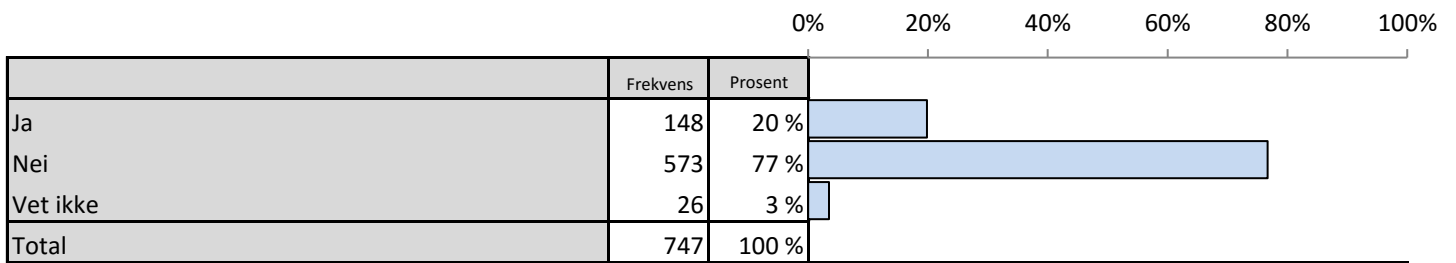 0% 20% 40% 60% 80% 100%
Frekvens Prosent
Ja 148 20 %
Nei 573 77 %
Vet ikke 26 3 %
Total 747 100 %